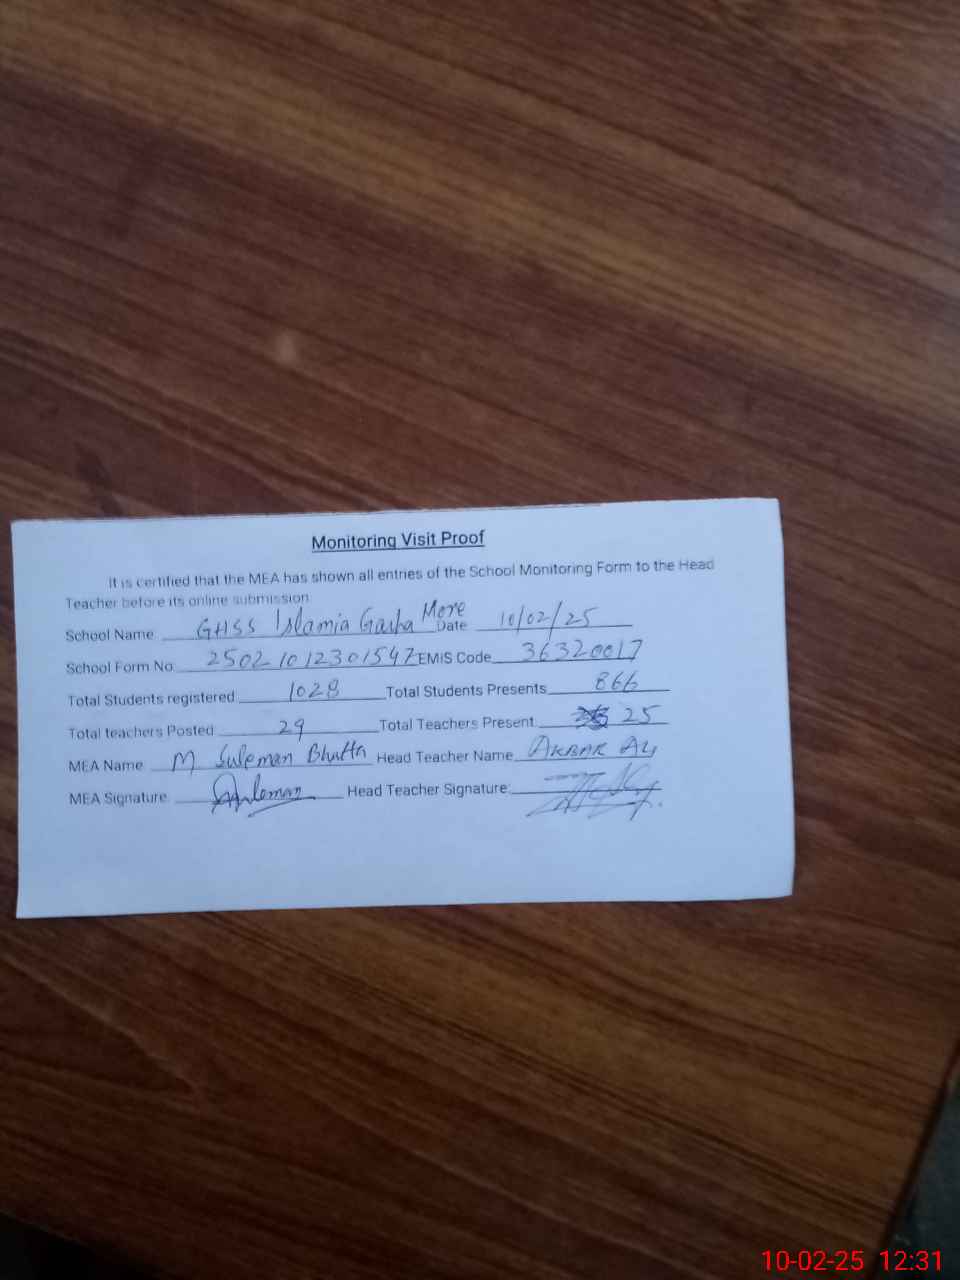 Monitoring Visit Proof
It is certified that the MEA has shown all entries of the School Monitoring Form to the Head
Teacher before its online submission
School Name GHSS Islamia Garha More Date 10/02/25
School Form No 2502 1012301547 EMIS Code 36320017
Total Students registered 1028 Total Students Presents 866
Total teachers Posted 29 Total Teachers Present 25
MEA Name M Suleman Bhutta Head Teacher Name AKBAR ALI
MEA Signature Suleman Head Teacher Signature
10-02-25 12:31